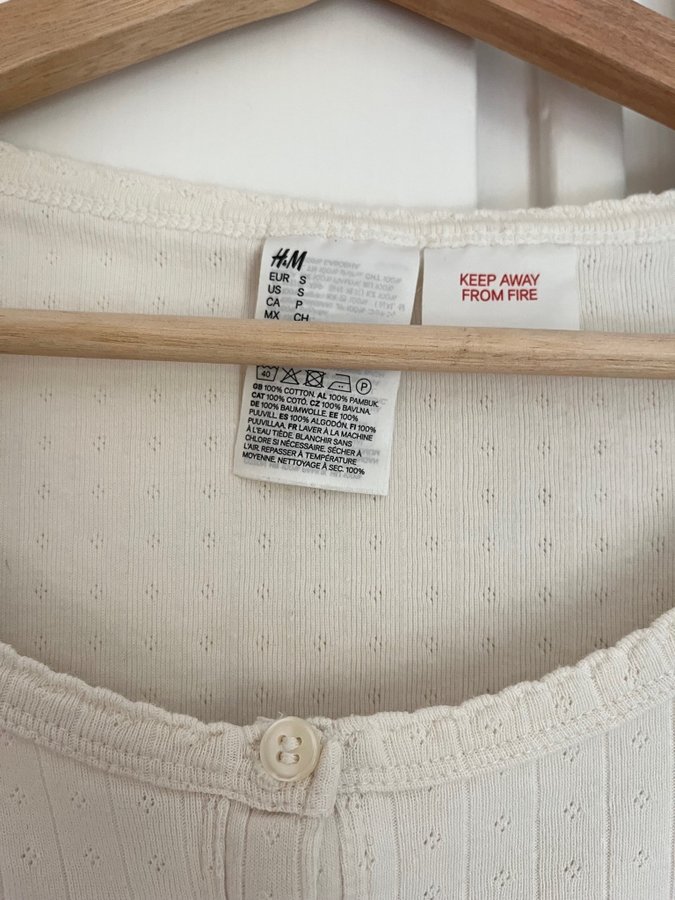 H&M
EUR S
US S
CA P
MX CH
KEEP AWAY
FROM FIRE
40
P
GB 100% COTTON. AL 100% PAMBUK.
CAT 100% COTÓ. CZ 100% BAVLNA.
DE 100% BAUMWOLLE. EE 100%
PUUVILL. ES 100% ALGODÓN. FI 100%
PUUVILLAA. FR LAVER À LA MACHINE
À L'EAU TIÈDE. BLANCHIR SANS
CHLORE SI NÉCESSAIRE. SÉCHER À
L'AIR. REPASSER À TEMPÉRATURE
MOYENNE. NETTOYAGE À SEC. 100%